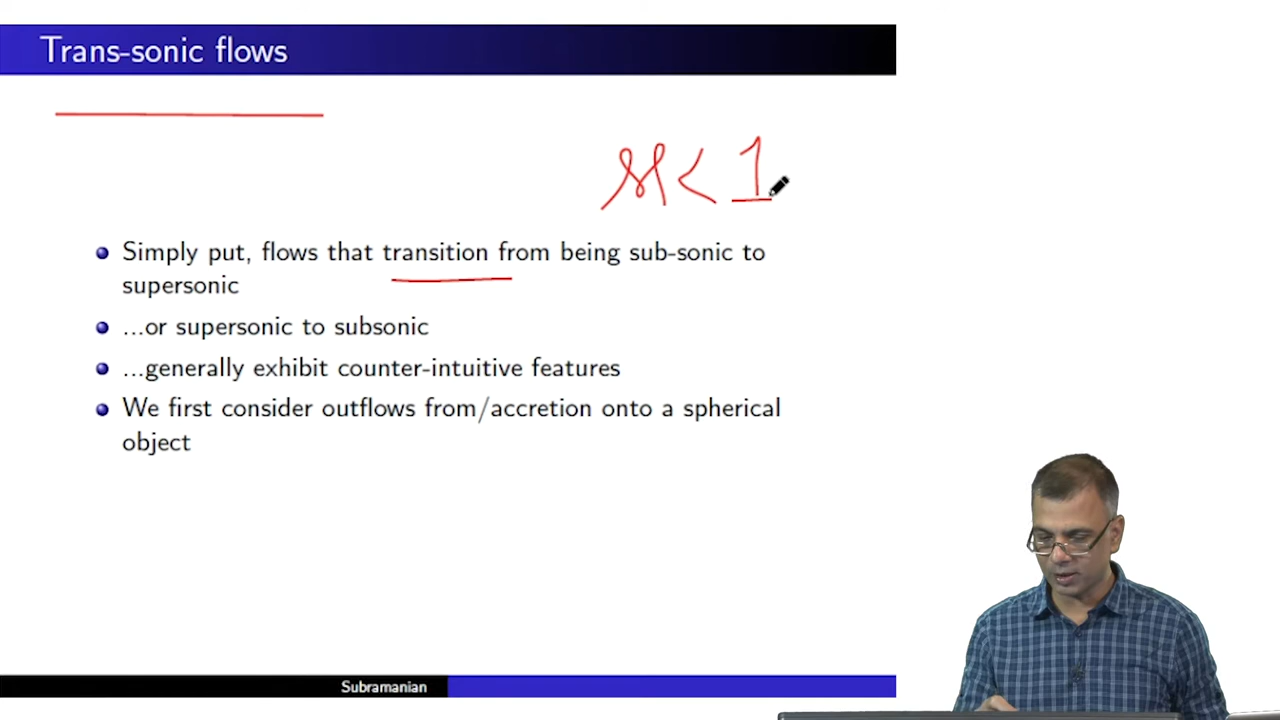 Trans-sonic flows
M < 1
Simply put, flows that transition from being sub-sonic to
supersonic
...or supersonic to subsonic
...generally exhibit counter-intuitive features
We first consider outflows from/accretion onto a spherical
object
Subramanian